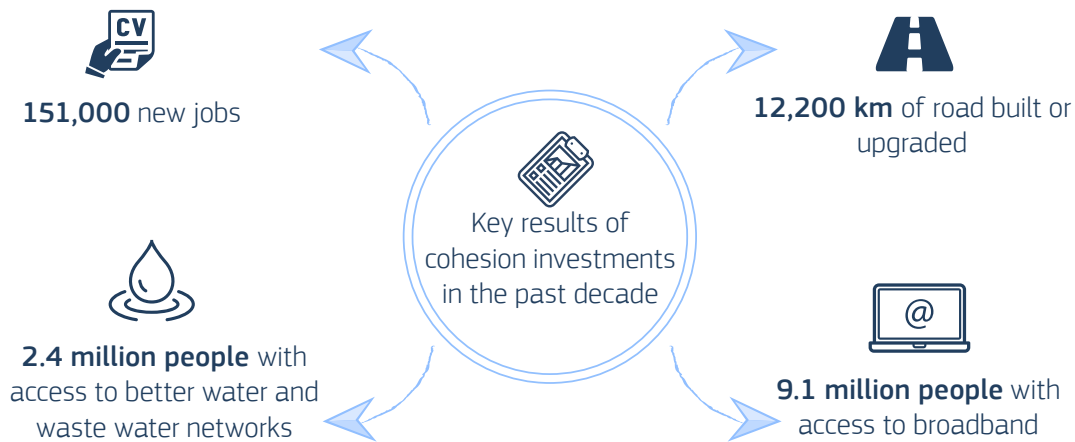 CV
151,000 new jobs
12,200 km of road built or
upgraded
Key results of
cohesion investments
in the past decade
2.4 million people with
access to better water and
waste water networks
@
9.1 million people with
access to broadband